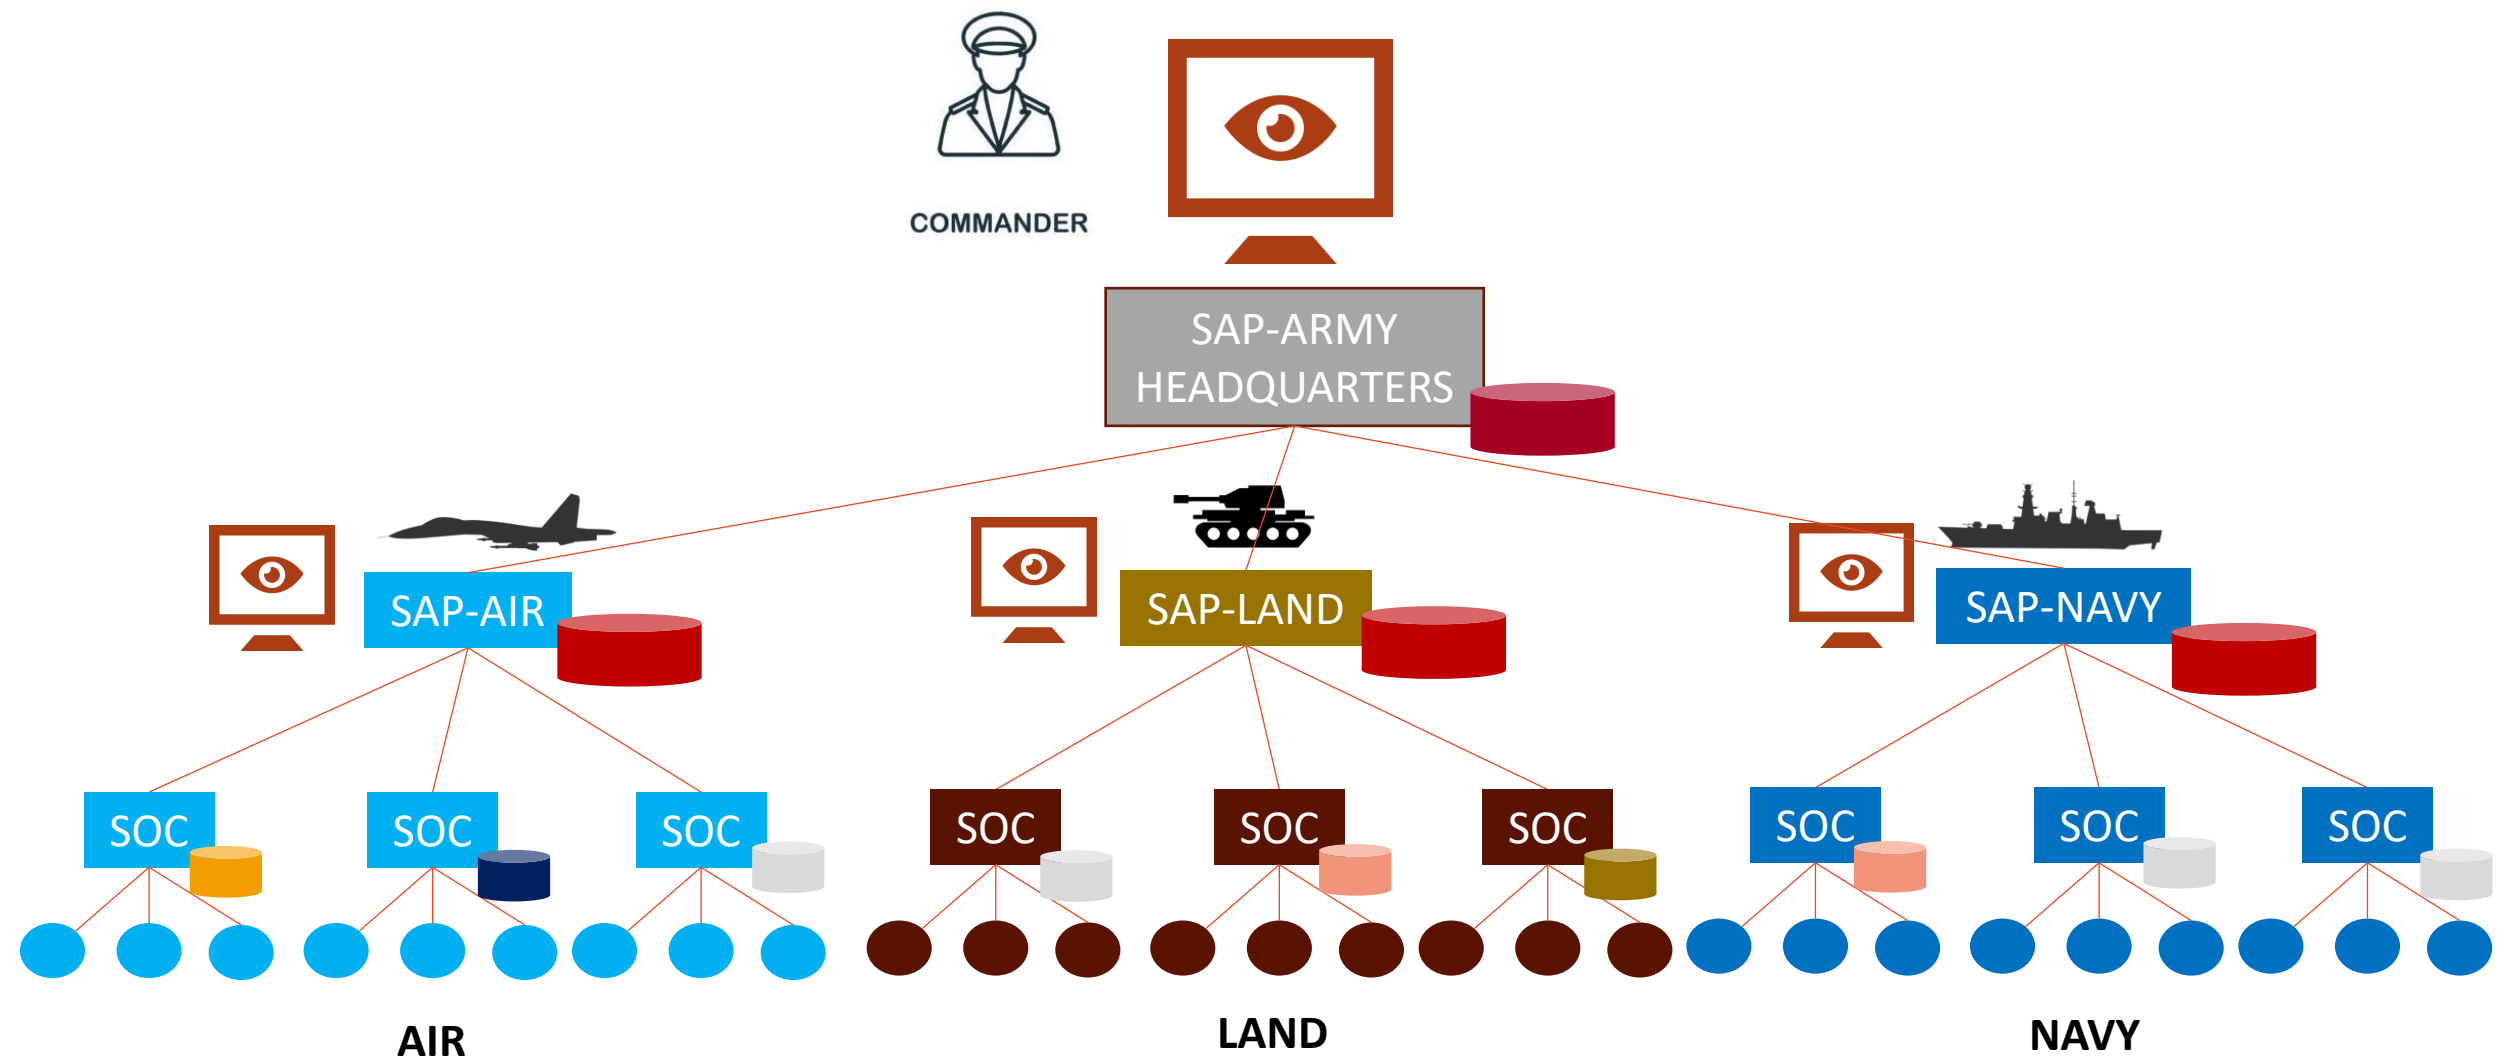 COMMANDER
SAP-ARMY
HEADQUARTERS
SAP-AIR
SAP-LAND
SAP-NAVY
SOC
SOC
SOC
SOC
SOC
SOC
SOC
SOC
SOC
AIR
LAND
NAVY